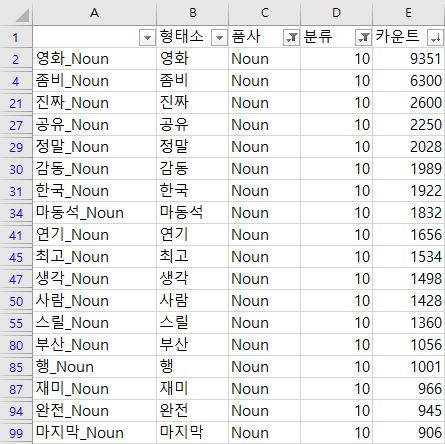 A B C D E
1 형태소 품사 분류 카운트
2 영화_Noun 영화 Noun 10 9351
4 좀비_Noun 좀비 Noun 10 6300
21 진짜_Noun 진짜 Noun 10 2600
27 공유_Noun 공유 Noun 10 2250
29 정말_Noun 정말 Noun 10 2028
30 감동_Noun 감동 Noun 10 1989
31 한국_Noun 한국 Noun 10 1922
34 마동석_Noun 마동석 Noun 10 1832
41 연기_Noun 연기 Noun 10 1656
45 최고_Noun 최고 Noun 10 1534
47 생각_Noun 생각 Noun 10 1498
50 사람_Noun 사람 Noun 10 1428
55 스릴_Noun 스릴 Noun 10 1360
80 부산_Noun 부산 Noun 10 1056
85 행_Noun 행 Noun 10 1001
87 재미_Noun 재미 Noun 10 966
94 완전_Noun 완전 Noun 10 945
99 마지막_Noun 마지막 Noun 10 906